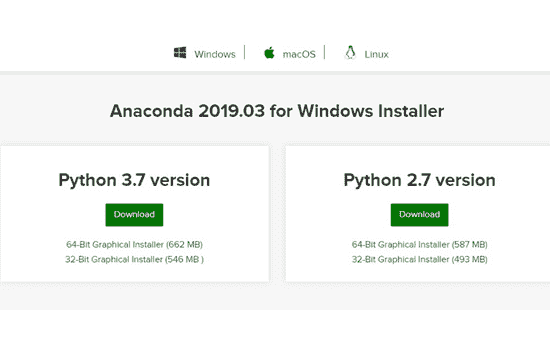 Windows macOS Linux
Anaconda 2019.03 for Windows Installer
Python 3.7 version
Download
64-Bit Graphical Installer (662 MB)
32-Bit Graphical Installer (546 MB )
Python 2.7 version
Download
64-Bit Graphical Installer (587 MB)
32-Bit Graphical Installer (493 MB)